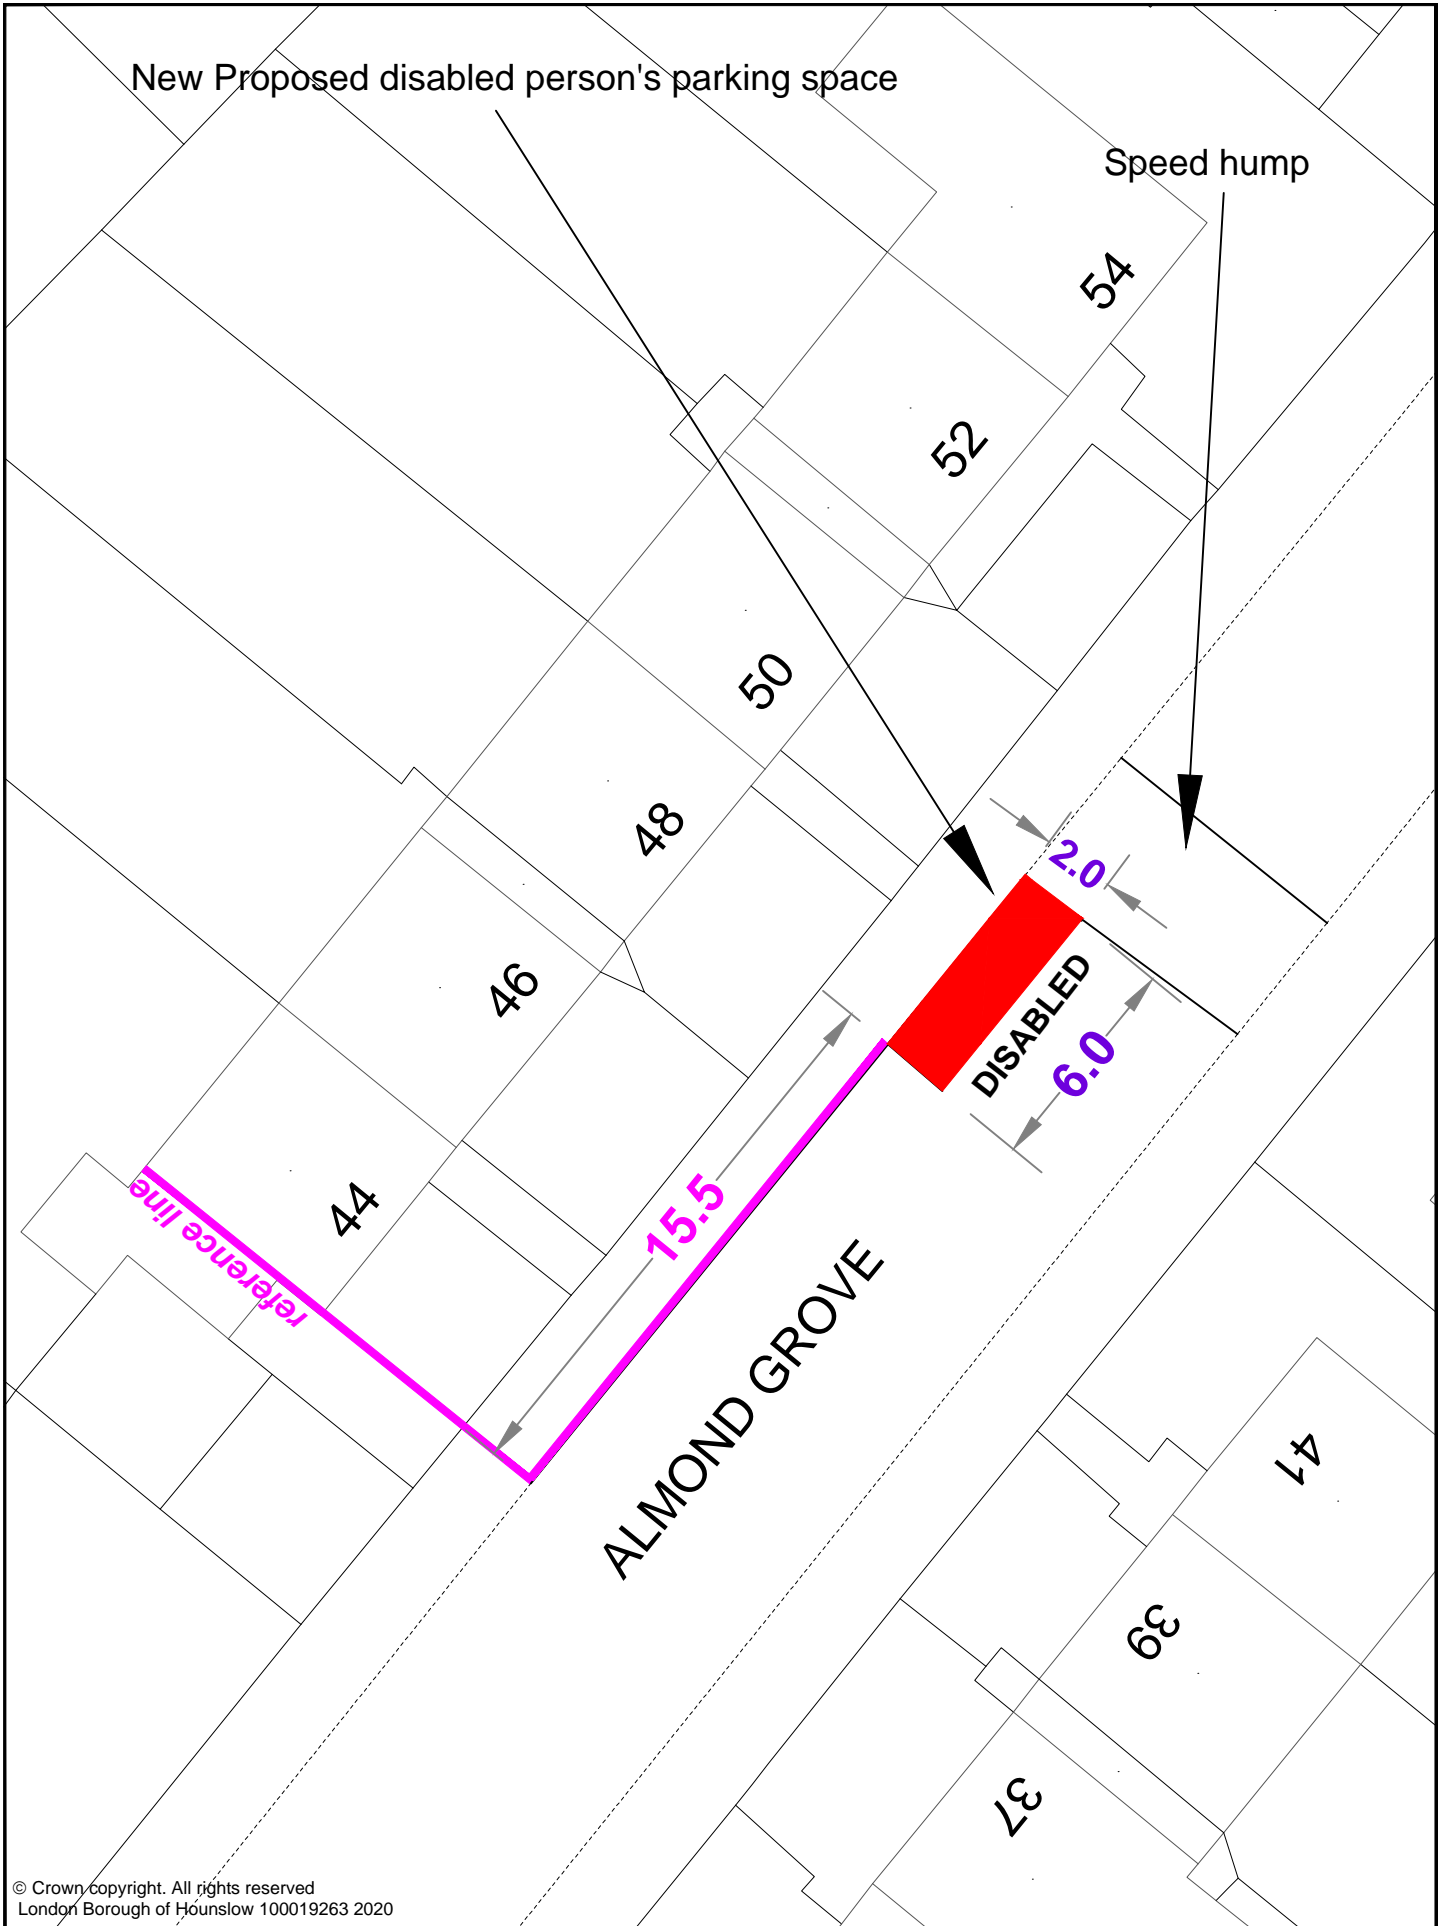 New Proposed disabled person's parking space
Speed hump
54
52
50
48
46
44
2.0
DISABLED
6.0
15.5
reference line
ALMOND GROVE
41
39
37
© Crown copyright. All rights reserved
London Borough of Hounslow 100019263 2020